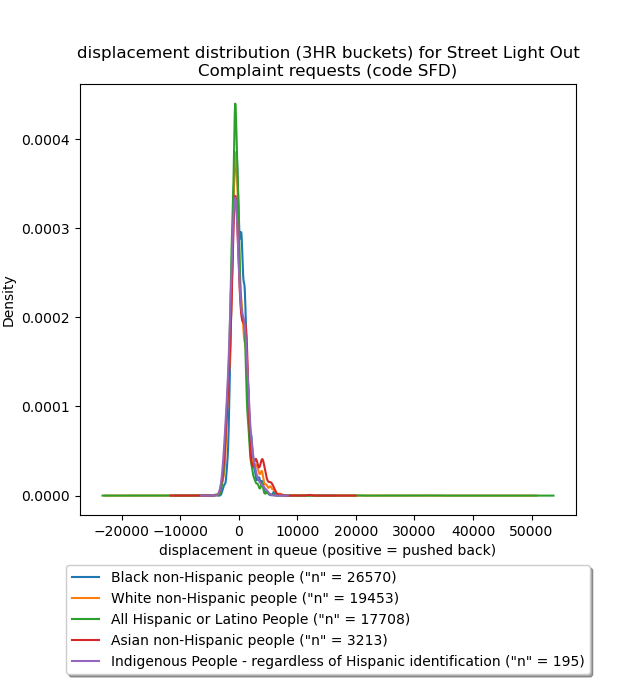 displacement distribution (3HR buckets) for Street Light Out
Complaint requests (code SFD)
Density
0.0004
0.0003
0.0002
0.0001
0.0000
−20000 −10000 0 10000 20000 30000 40000 50000
displacement in queue (positive = pushed back)
Black non-Hispanic people ("n" = 26570)
White non-Hispanic people ("n" = 19453)
All Hispanic or Latino People ("n" = 17708)
Asian non-Hispanic people ("n" = 3213)
Indigenous People - regardless of Hispanic identification ("n" = 195)